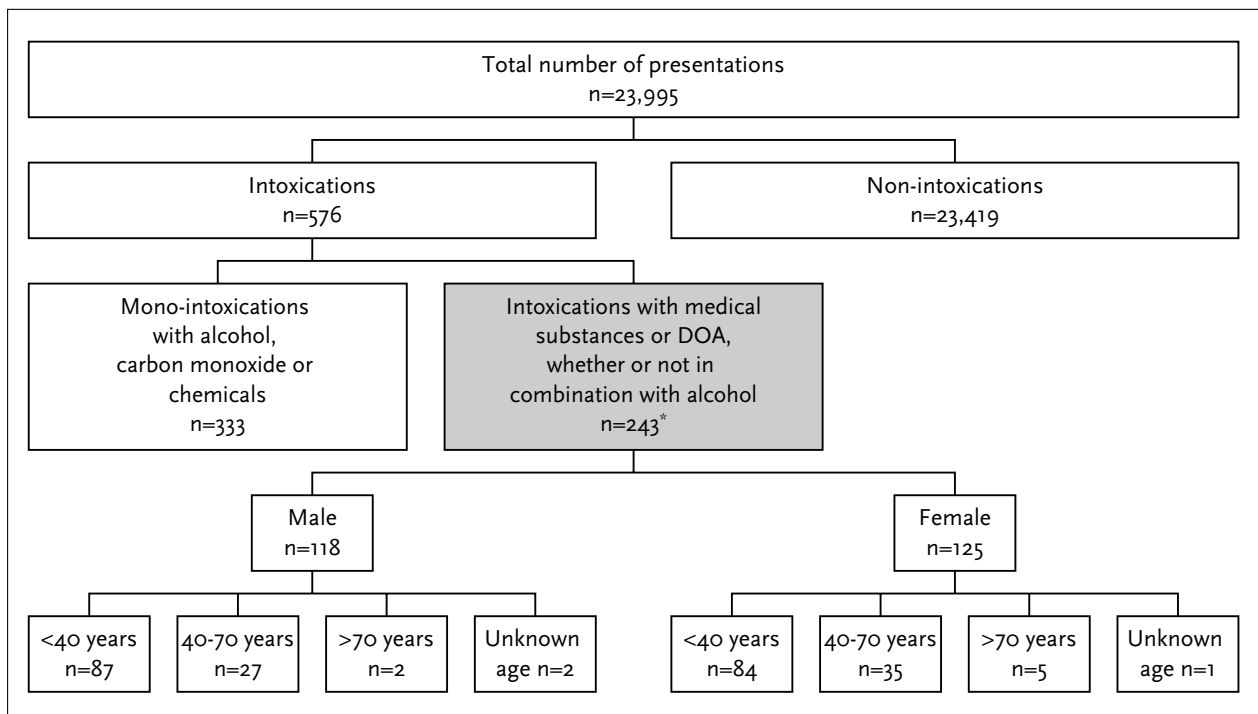 Total number of presentations
n=23,995
Intoxications
n=576
Non-intoxications
n=23,419
Mono-intoxications
with alcohol,
carbon monoxide or
chemicals
n=333
Intoxications with medical
substances or DOA,
whether or not in
combination with alcohol
n=243*
Male
n=118
Female
n=125
<40 years
n=87
40-70 years
n=27
>70 years
n=2
Unknown
age n=2
<40 years
n=84
40-70 years
n=35
>70 years
n=5
Unknown
age n=1